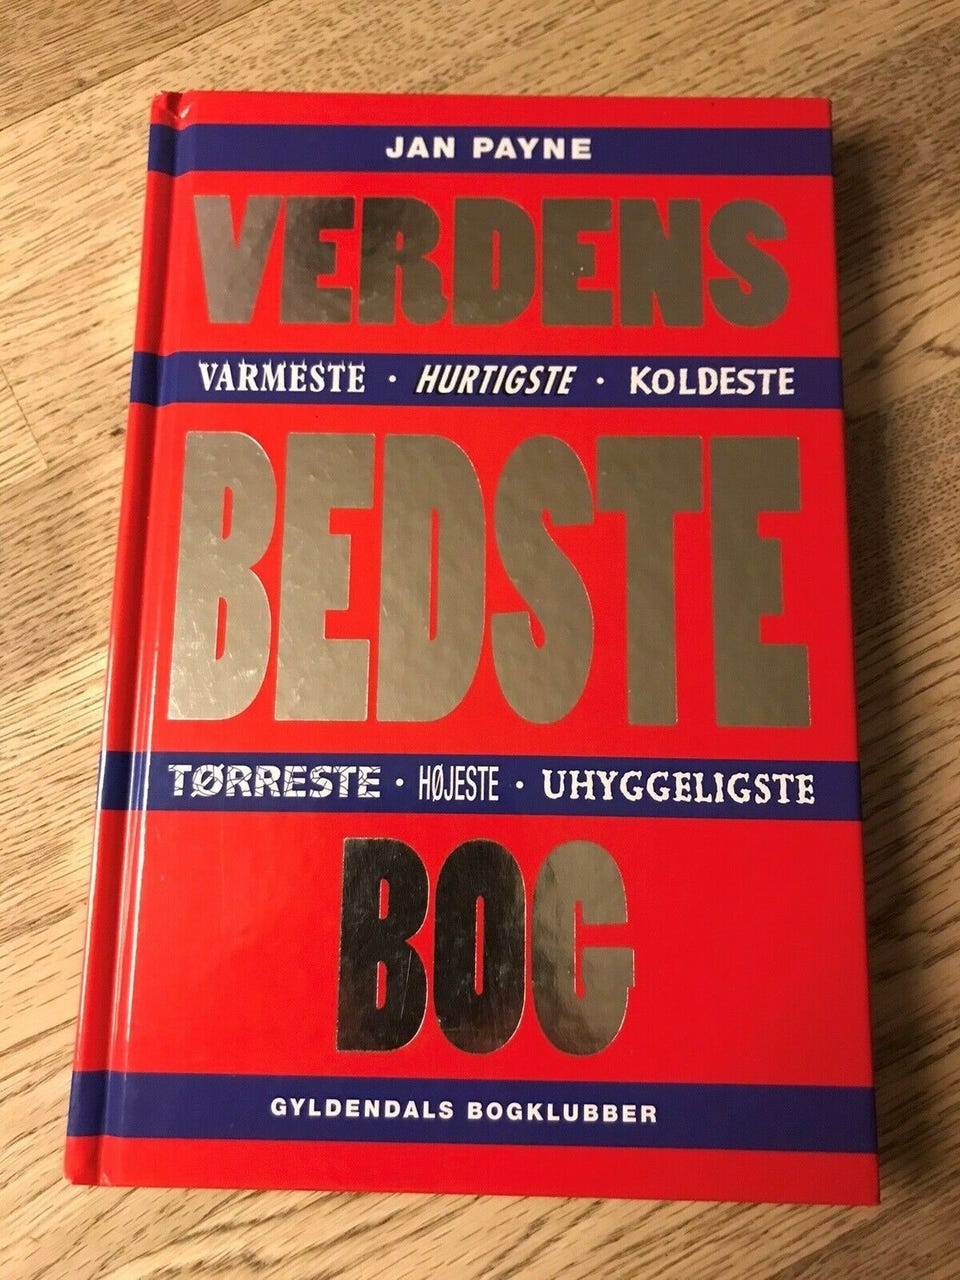 JAN PAYNE
VERDENS
VARMESTE · HURTIGSTE · KOLDESTE
BEDSTE
TØRRESTE · HØJESTE · UHYGGELIGSTE
BOG
GYLDENDALS BOGKLUBBER